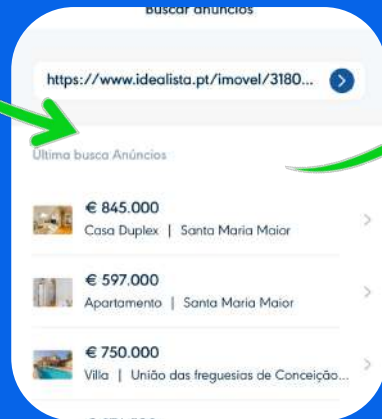 Buscar anúncios
https://www.idealista.pt/imovel/3180...
Última busca Anúncios
€ 845.000
Casa Duplex | Santa Maria Maior
€ 597.000
Apartamento | Santa Maria Maior
€ 750.000
Villa | União das freguesias de Conceição...